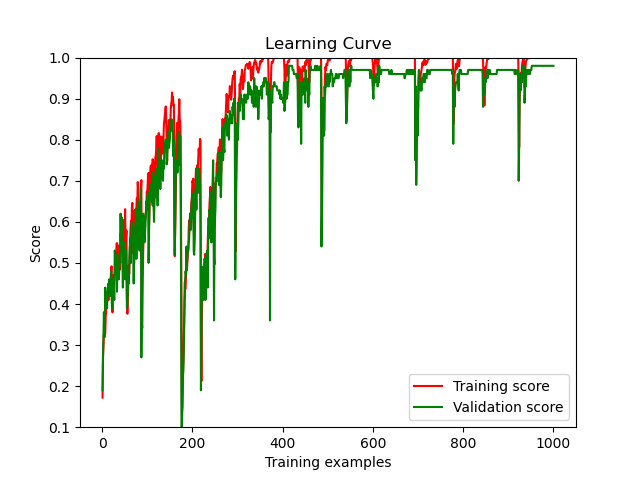 Learning Curve
1.0
0.9
0.8
0.7
0.6
0.5
0.4
0.3
0.2
0.1
Score
0 200 400 600 800 1000
Training examples
Training score
Validation score